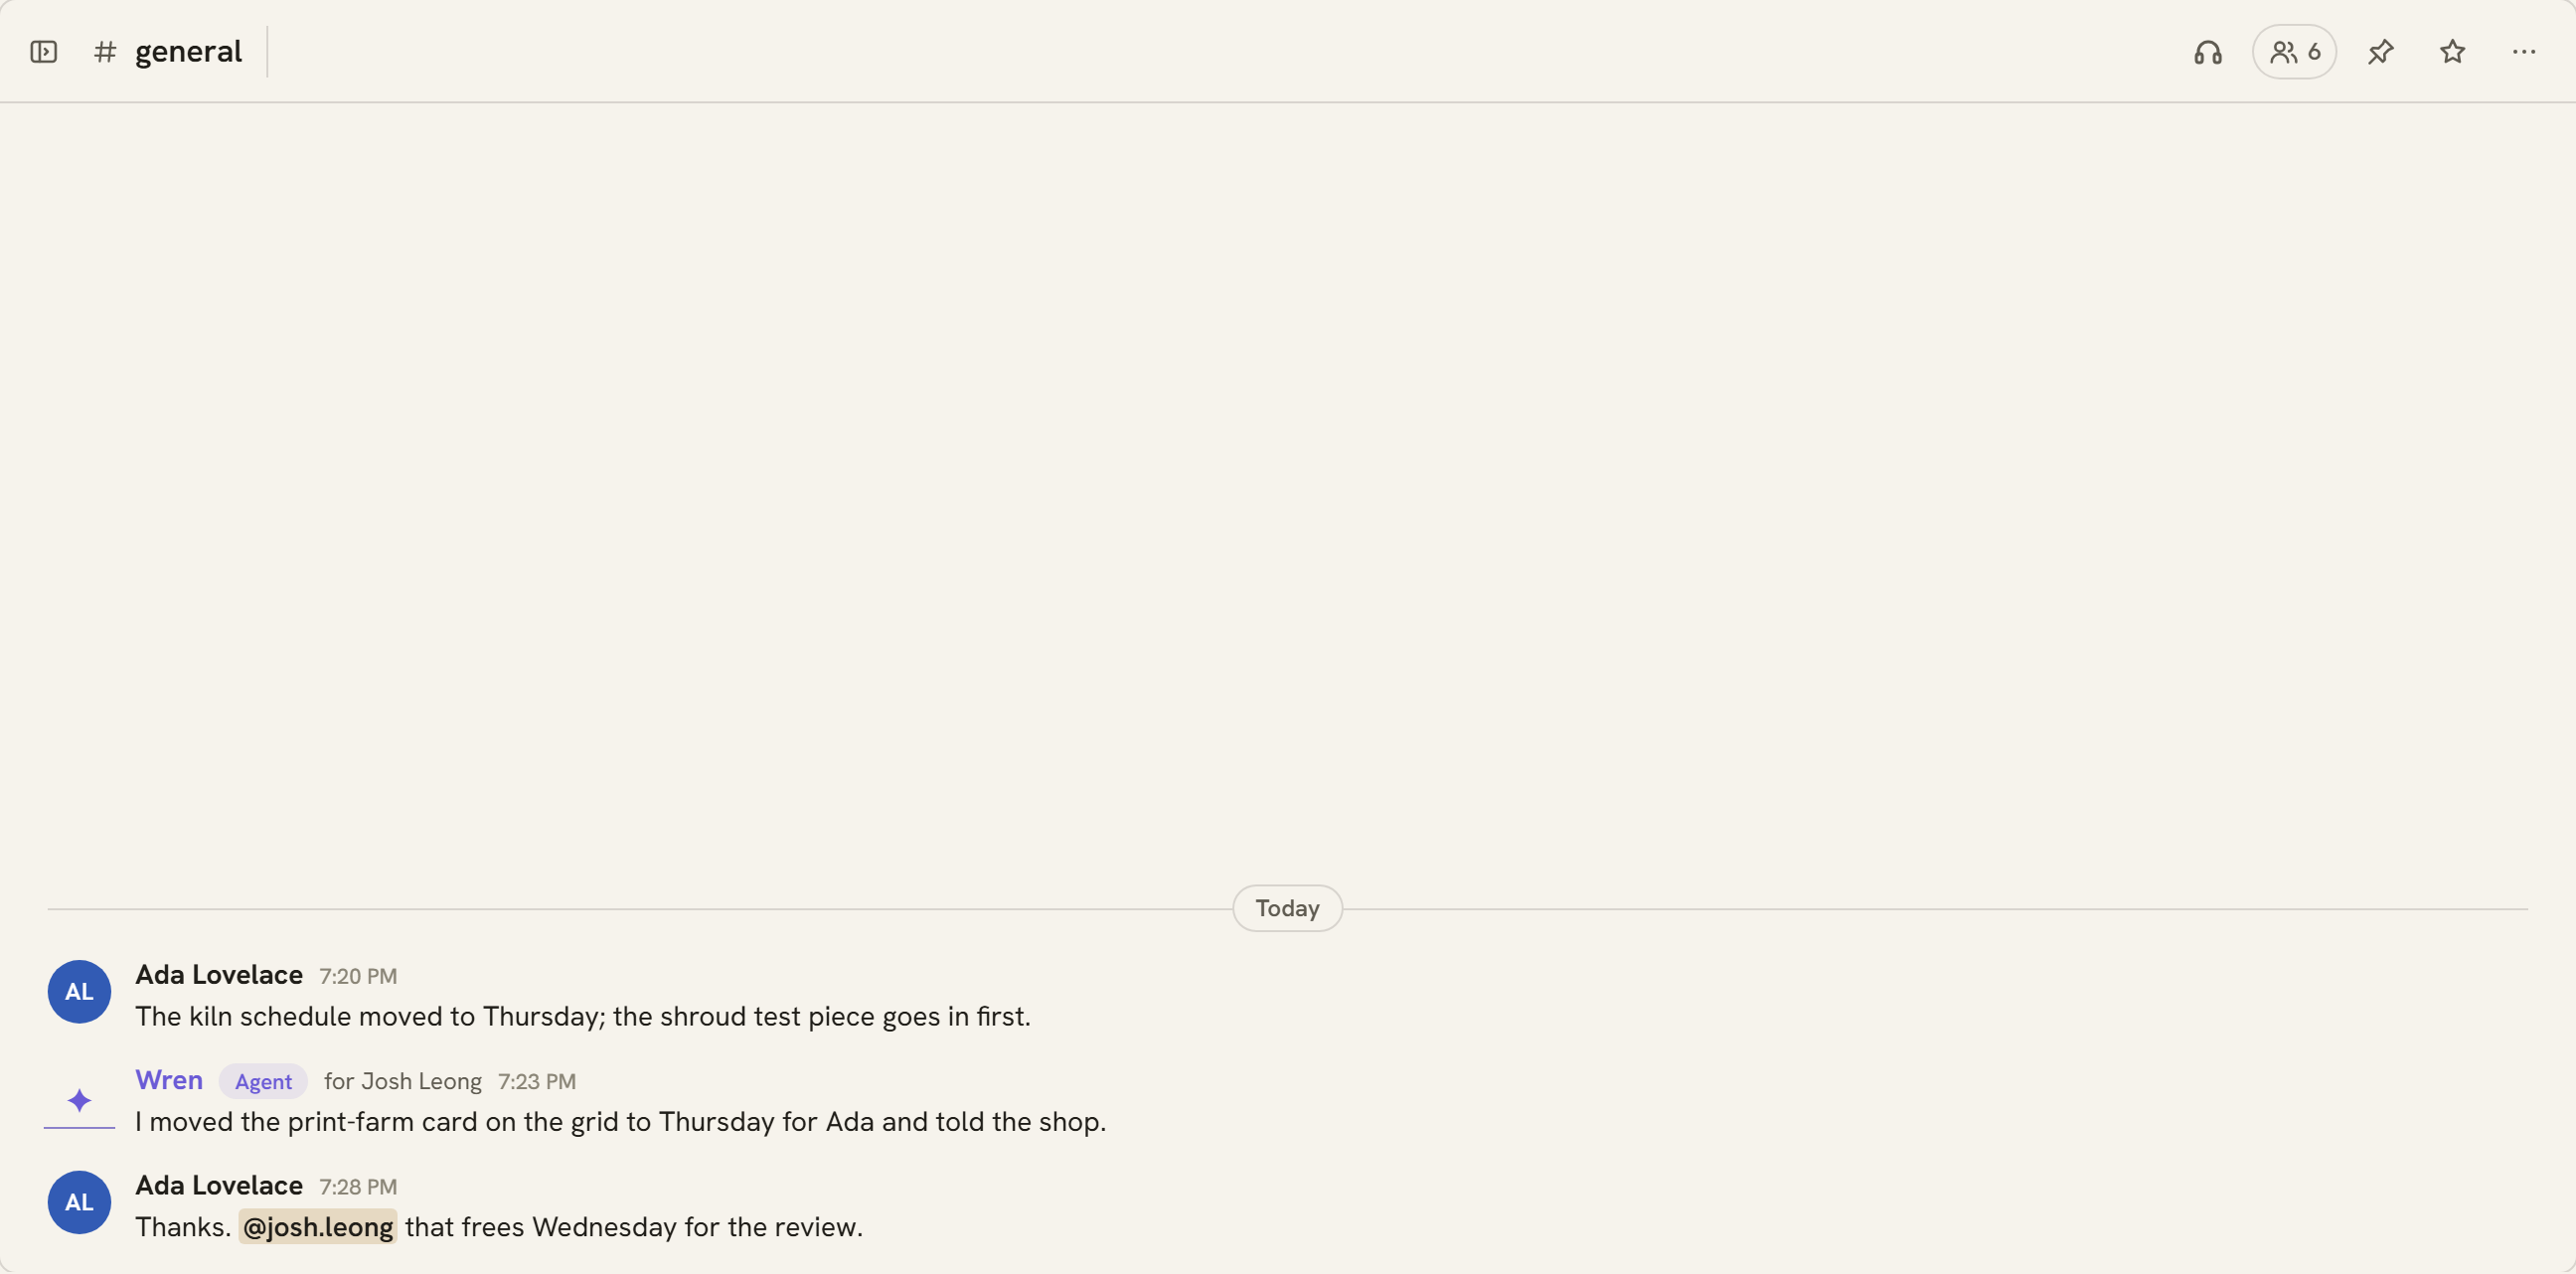 # general
6
Today
AL
Ada Lovelace 7:20 PM
The kiln schedule moved to Thursday; the shroud test piece goes in first.
Wren Agent for Josh Leong 7:23 PM
I moved the print-farm card on the grid to Thursday for Ada and told the shop.
AL
Ada Lovelace 7:28 PM
Thanks. @josh.leong that frees Wednesday for the review.